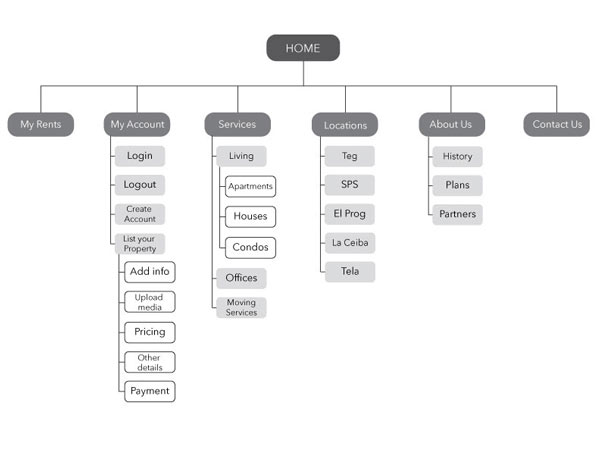 HOME
My Rents
My Account
Services
Locations
About Us
Contact Us
Login
Logout
Create
Account
List your
Property
Add info
Upload
media
Pricing
Other
details
Payment
Living
Apartments
Houses
Condos
Offices
Moving
Services
Teg
SPS
El Prog
La Ceiba
Tela
History
Plans
Partners